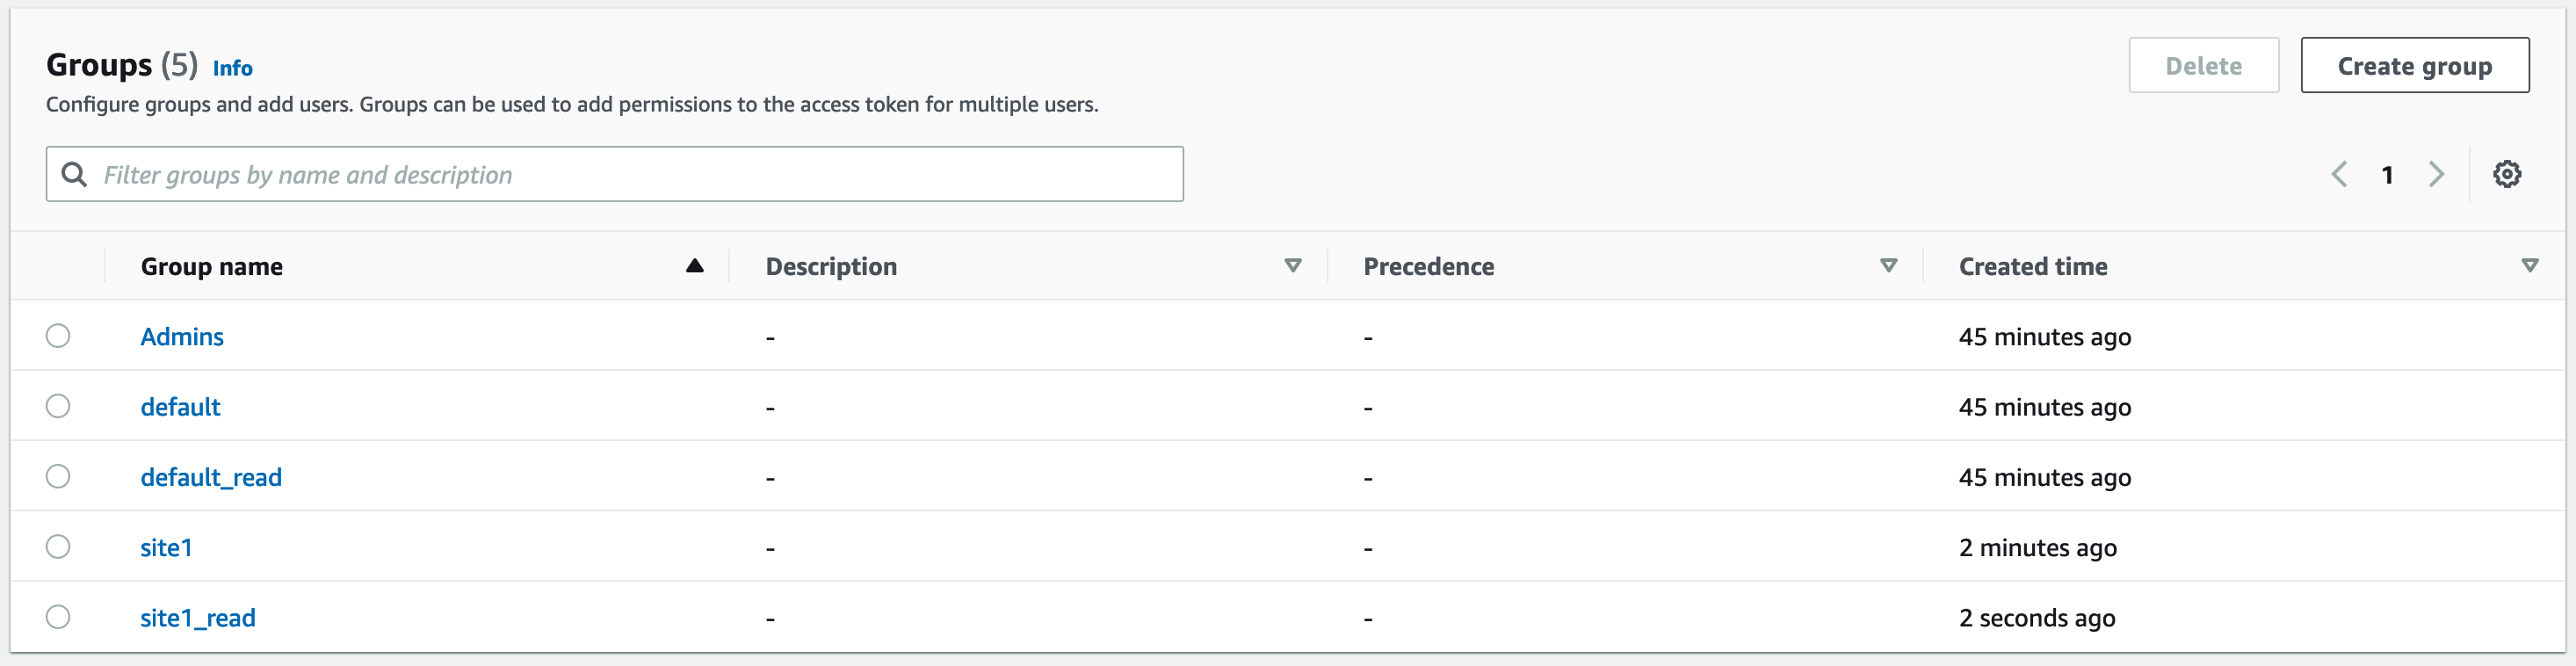 Groups (5) Info
Delete
Create group
Configure groups and add users. Groups can be used to add permissions to the access token for multiple users.
Filter groups by name and description
1
Group name Description Precedence Created time
Admins - - 45 minutes ago
default - - 45 minutes ago
default_read - - 45 minutes ago
site1 - - 2 minutes ago
site1_read - - 2 seconds ago